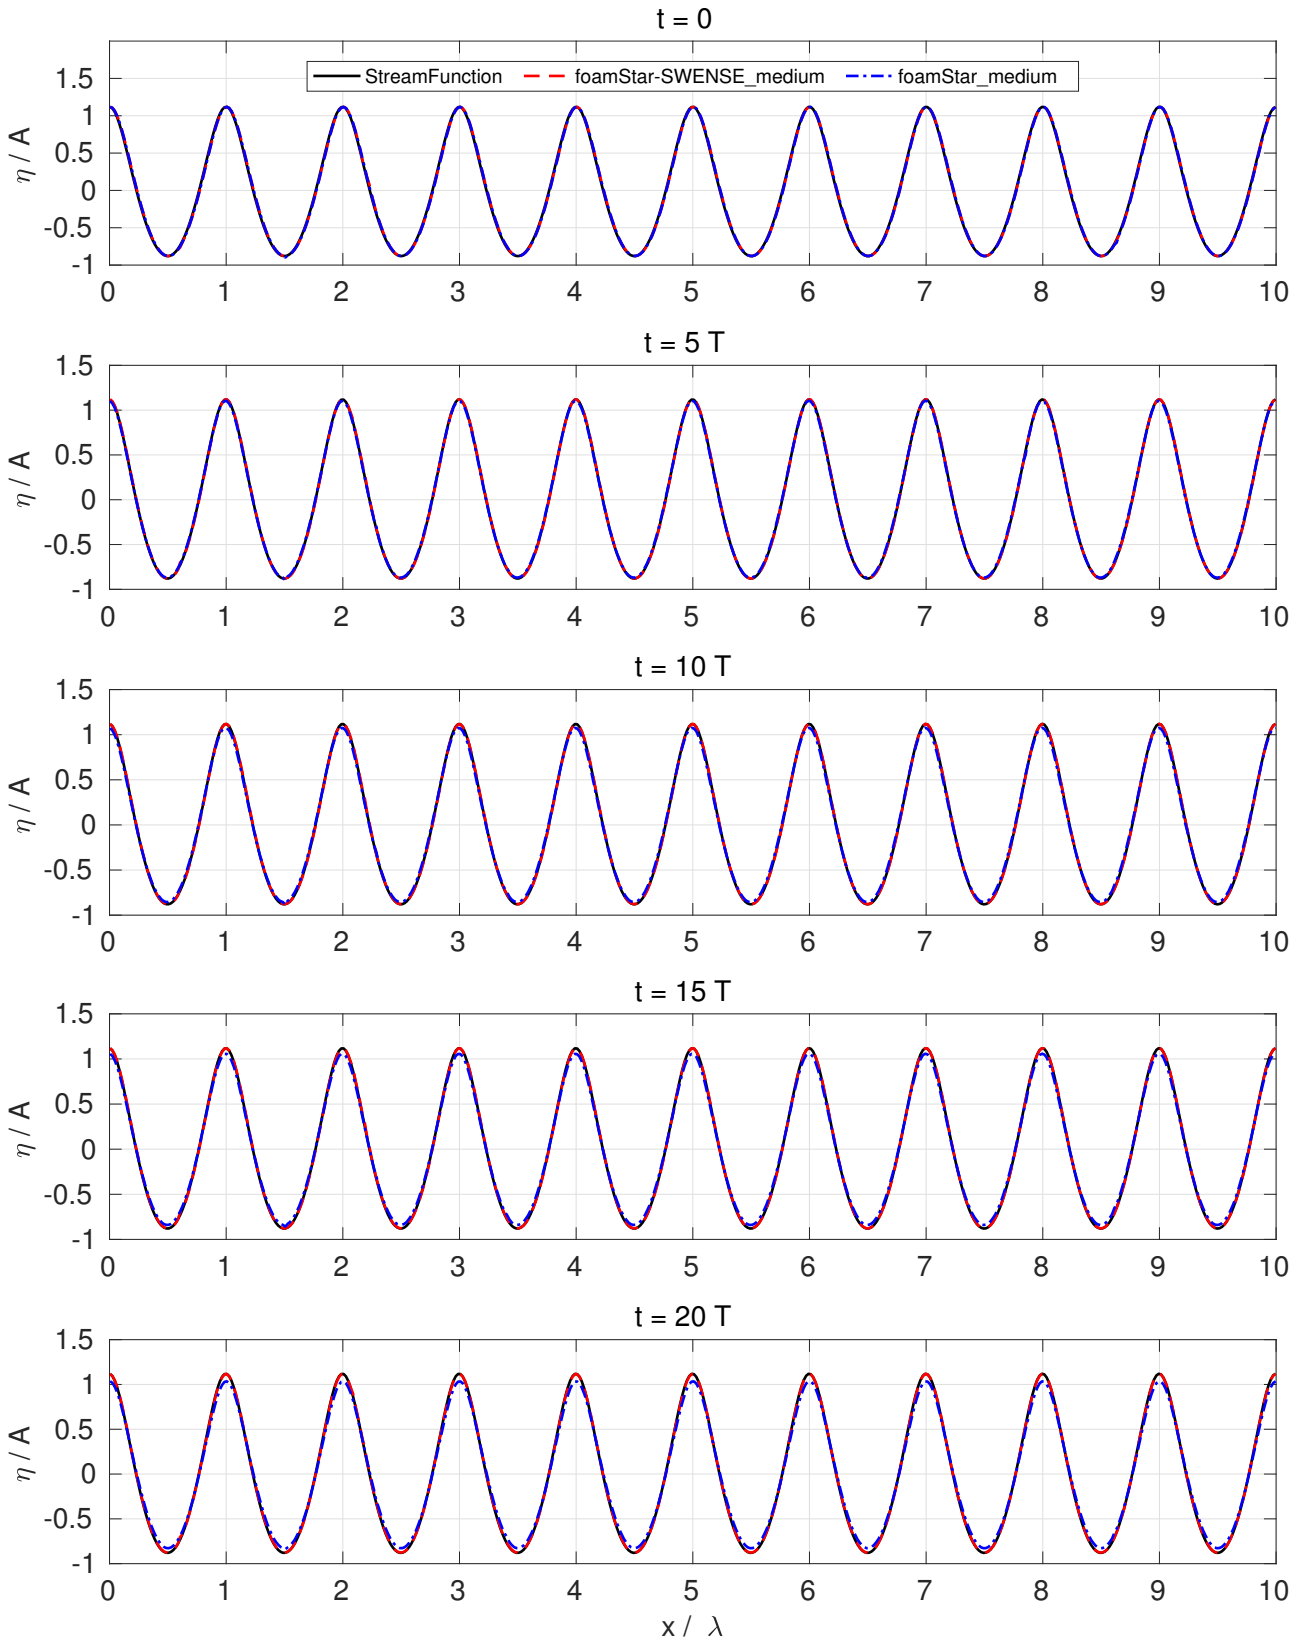 t = 0
StreamFunction foamStar-SWENSE_medium foamStar_medium
1.5
1
0.5
0
-0.5
-1
η / A
0 1 2 3 4 5 6 7 8 9 10
t = 5 T
1.5
1
0.5
0
-0.5
-1
η / A
0 1 2 3 4 5 6 7 8 9 10
t = 10 T
1.5
1
0.5
0
-0.5
-1
η / A
0 1 2 3 4 5 6 7 8 9 10
t = 15 T
1.5
1
0.5
0
-0.5
-1
η / A
0 1 2 3 4 5 6 7 8 9 10
t = 20 T
1.5
1
0.5
0
-0.5
-1
η / A
0 1 2 3 4 5 6 7 8 9 10
x / λ